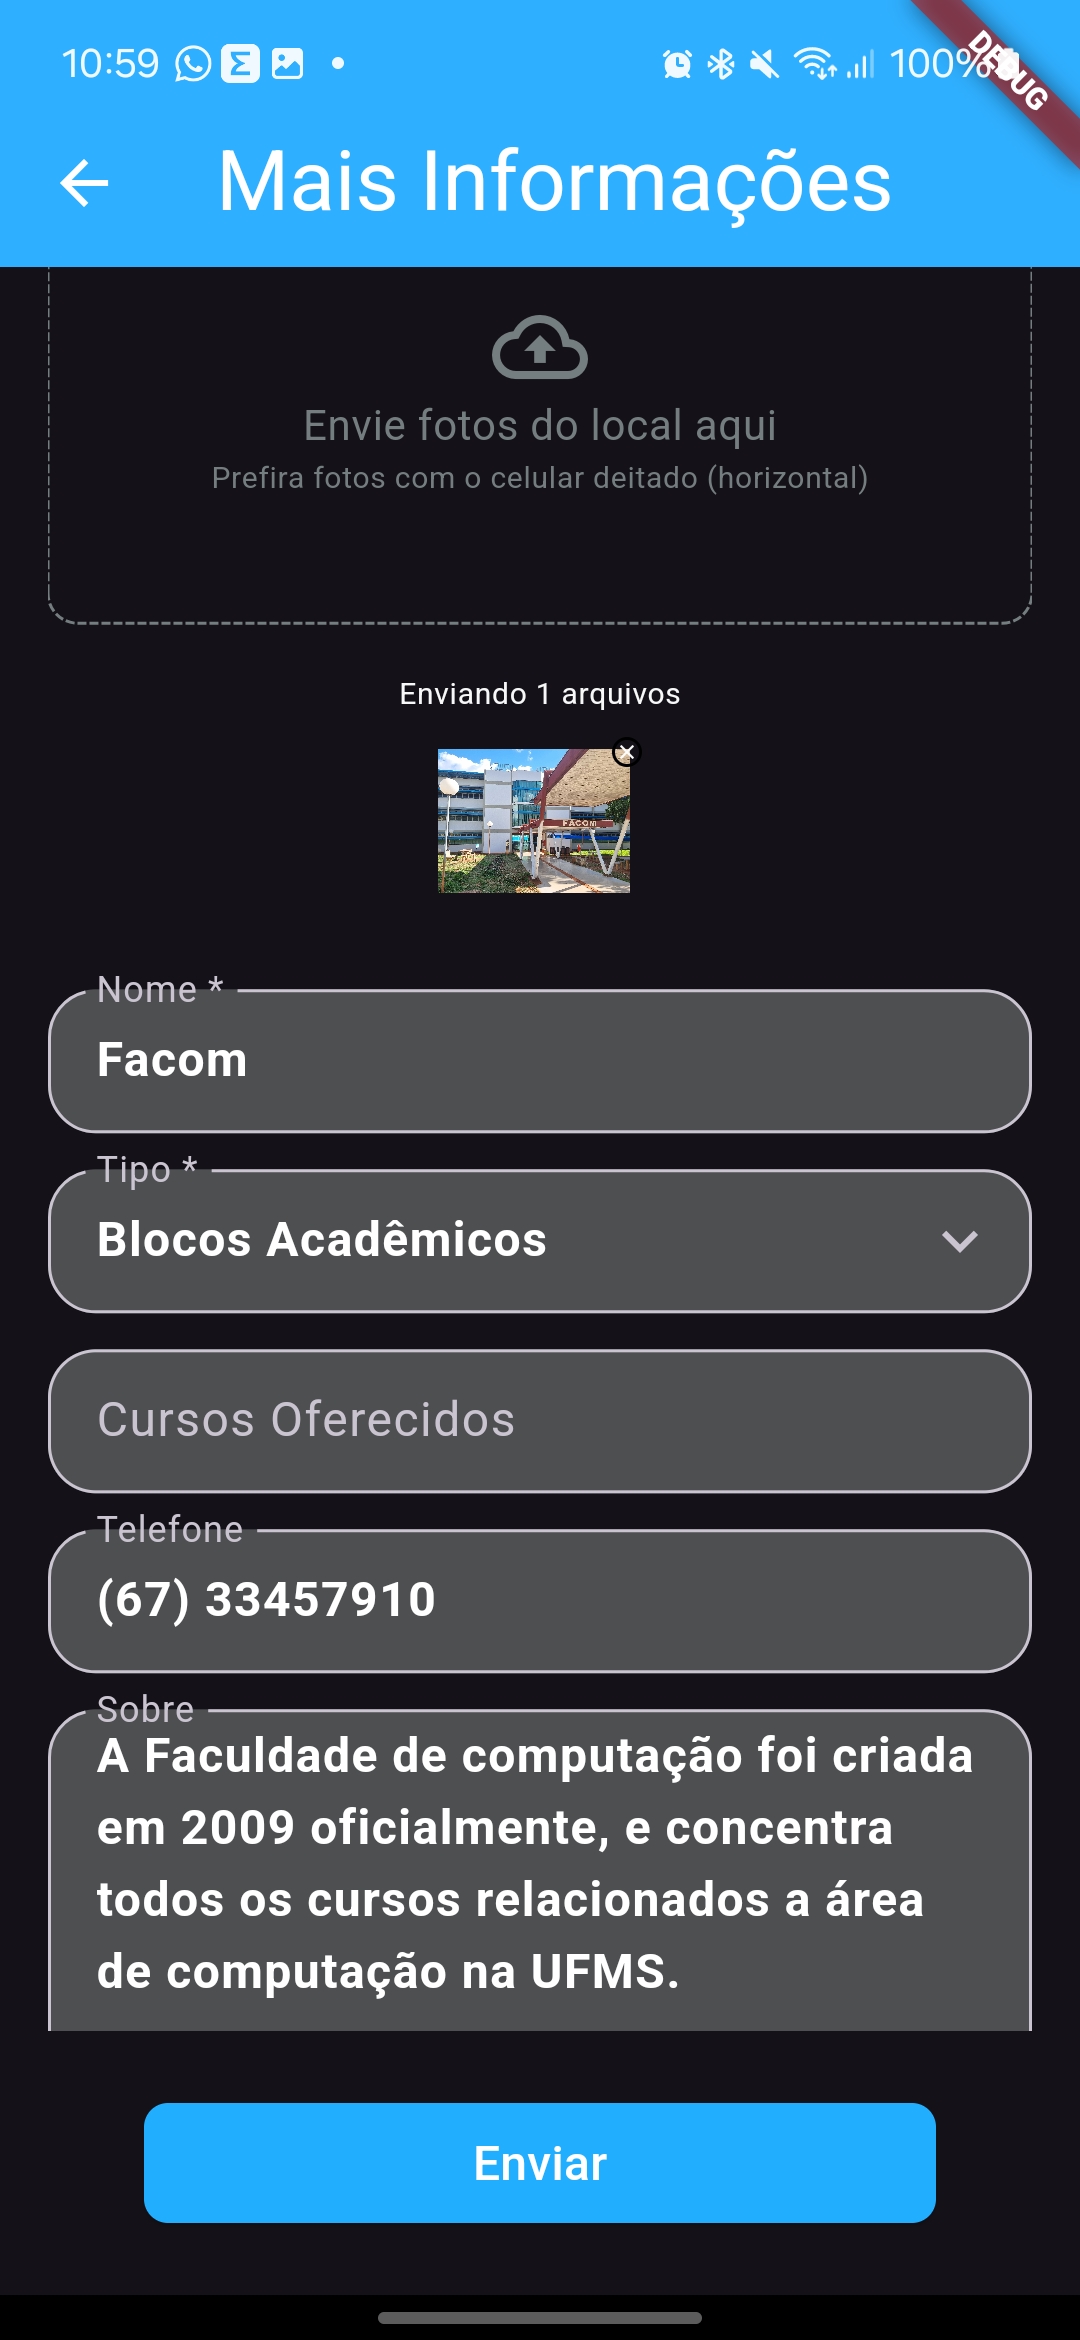 10:59
100%
DEBUG
Mais Informações
Envie fotos do local aqui
Prefira fotos com o celular deitado (horizontal)
Enviando 1 arquivos
FACOM
Nome *
Facom
Tipo *
Blocos Acadêmicos
Cursos Oferecidos
Telefone
(67) 33457910
Sobre
A Faculdade de computação foi criada
em 2009 oficialmente, e concentra
todos os cursos relacionados a área
de computação na UFMS.
Enviar